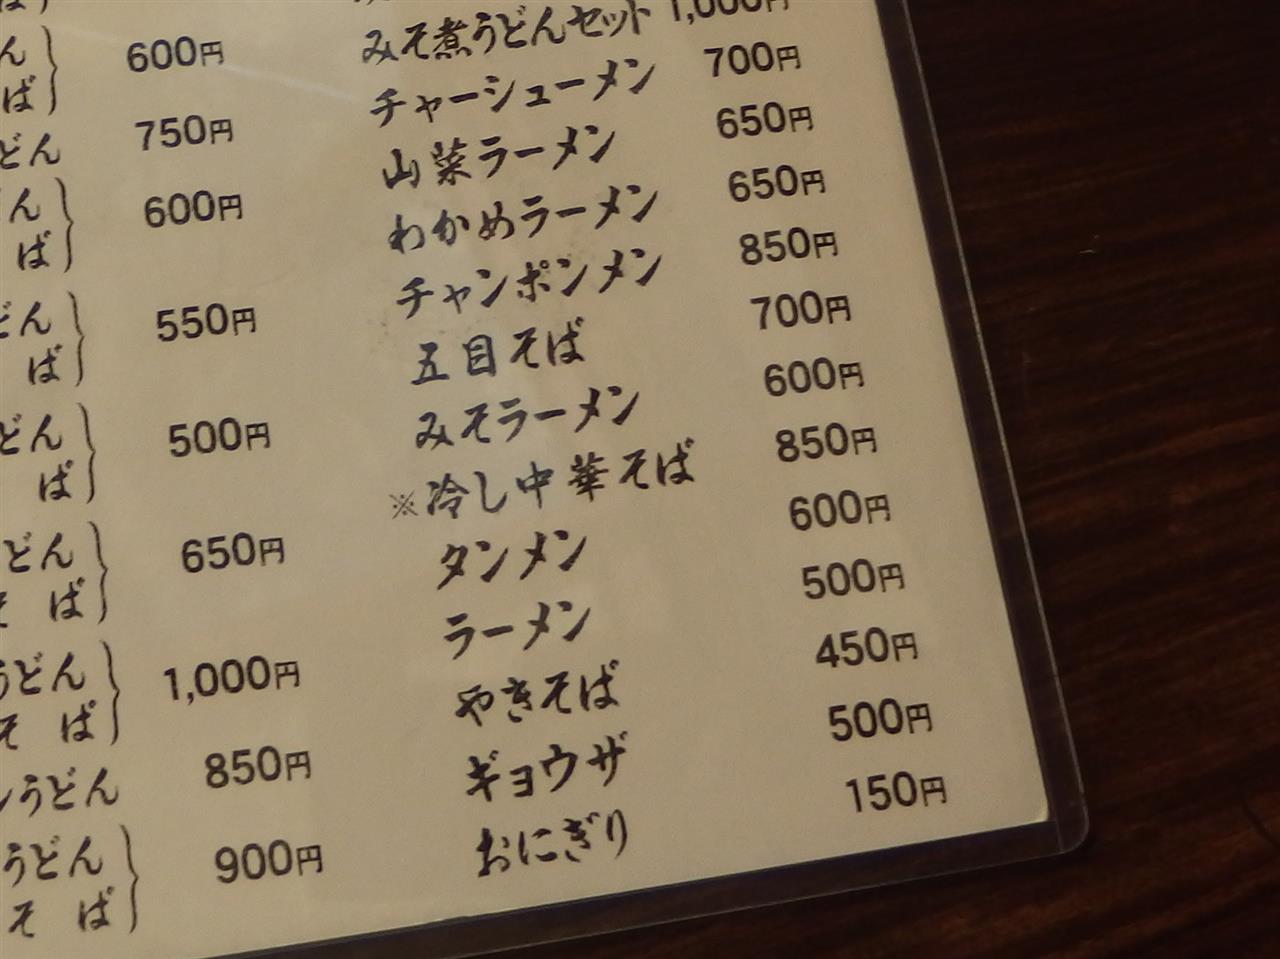 ん
ば 600円
どん 750円
ん
ば 600円
どん
ば 550円
どん
ば 500円
どん
そば 650円
うどん
そば 1,000円
うどん 850円
うどん
そば 900円
みそ煮うどんセット 1,000円
チャーシューメン 700円
山菜ラーメン 650円
わかめラーメン 650円
チャンポンメン 850円
五目そば 700円
みそラーメン 600円
※冷し中華そば 850円
タンメン 600円
ラーメン 500円
やきそば 450円
ギョウザ 500円
おにぎり 150円